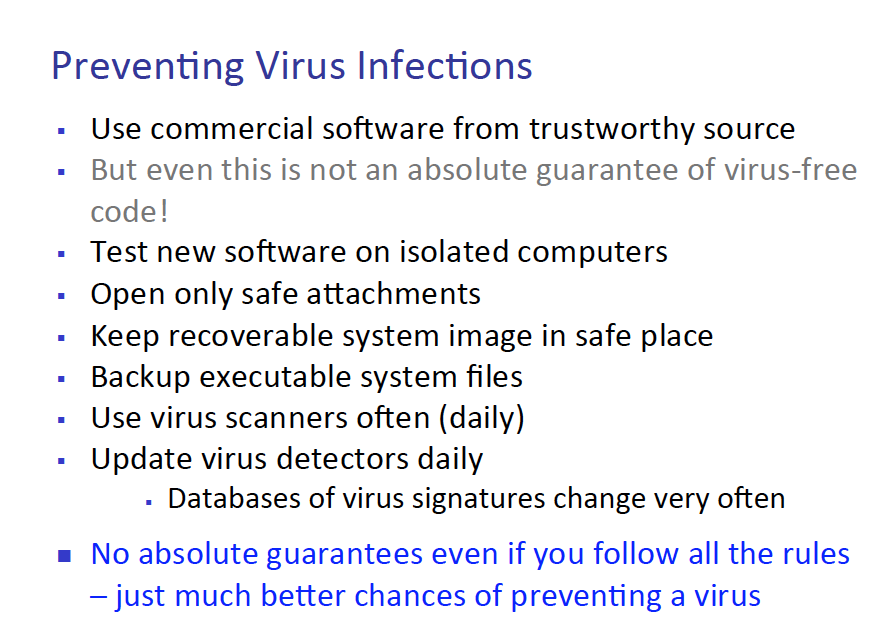 Preventing Virus Infections
▪ Use commercial software from trustworthy source
▪ But even this is not an absolute guarantee of virus-free
code!
▪ Test new software on isolated computers
▪ Open only safe attachments
▪ Keep recoverable system image in safe place
▪ Backup executable system files
▪ Use virus scanners often (daily)
▪ Update virus detectors daily
▪ Databases of virus signatures change very often
■ No absolute guarantees even if you follow all the rules
– just much better chances of preventing a virus